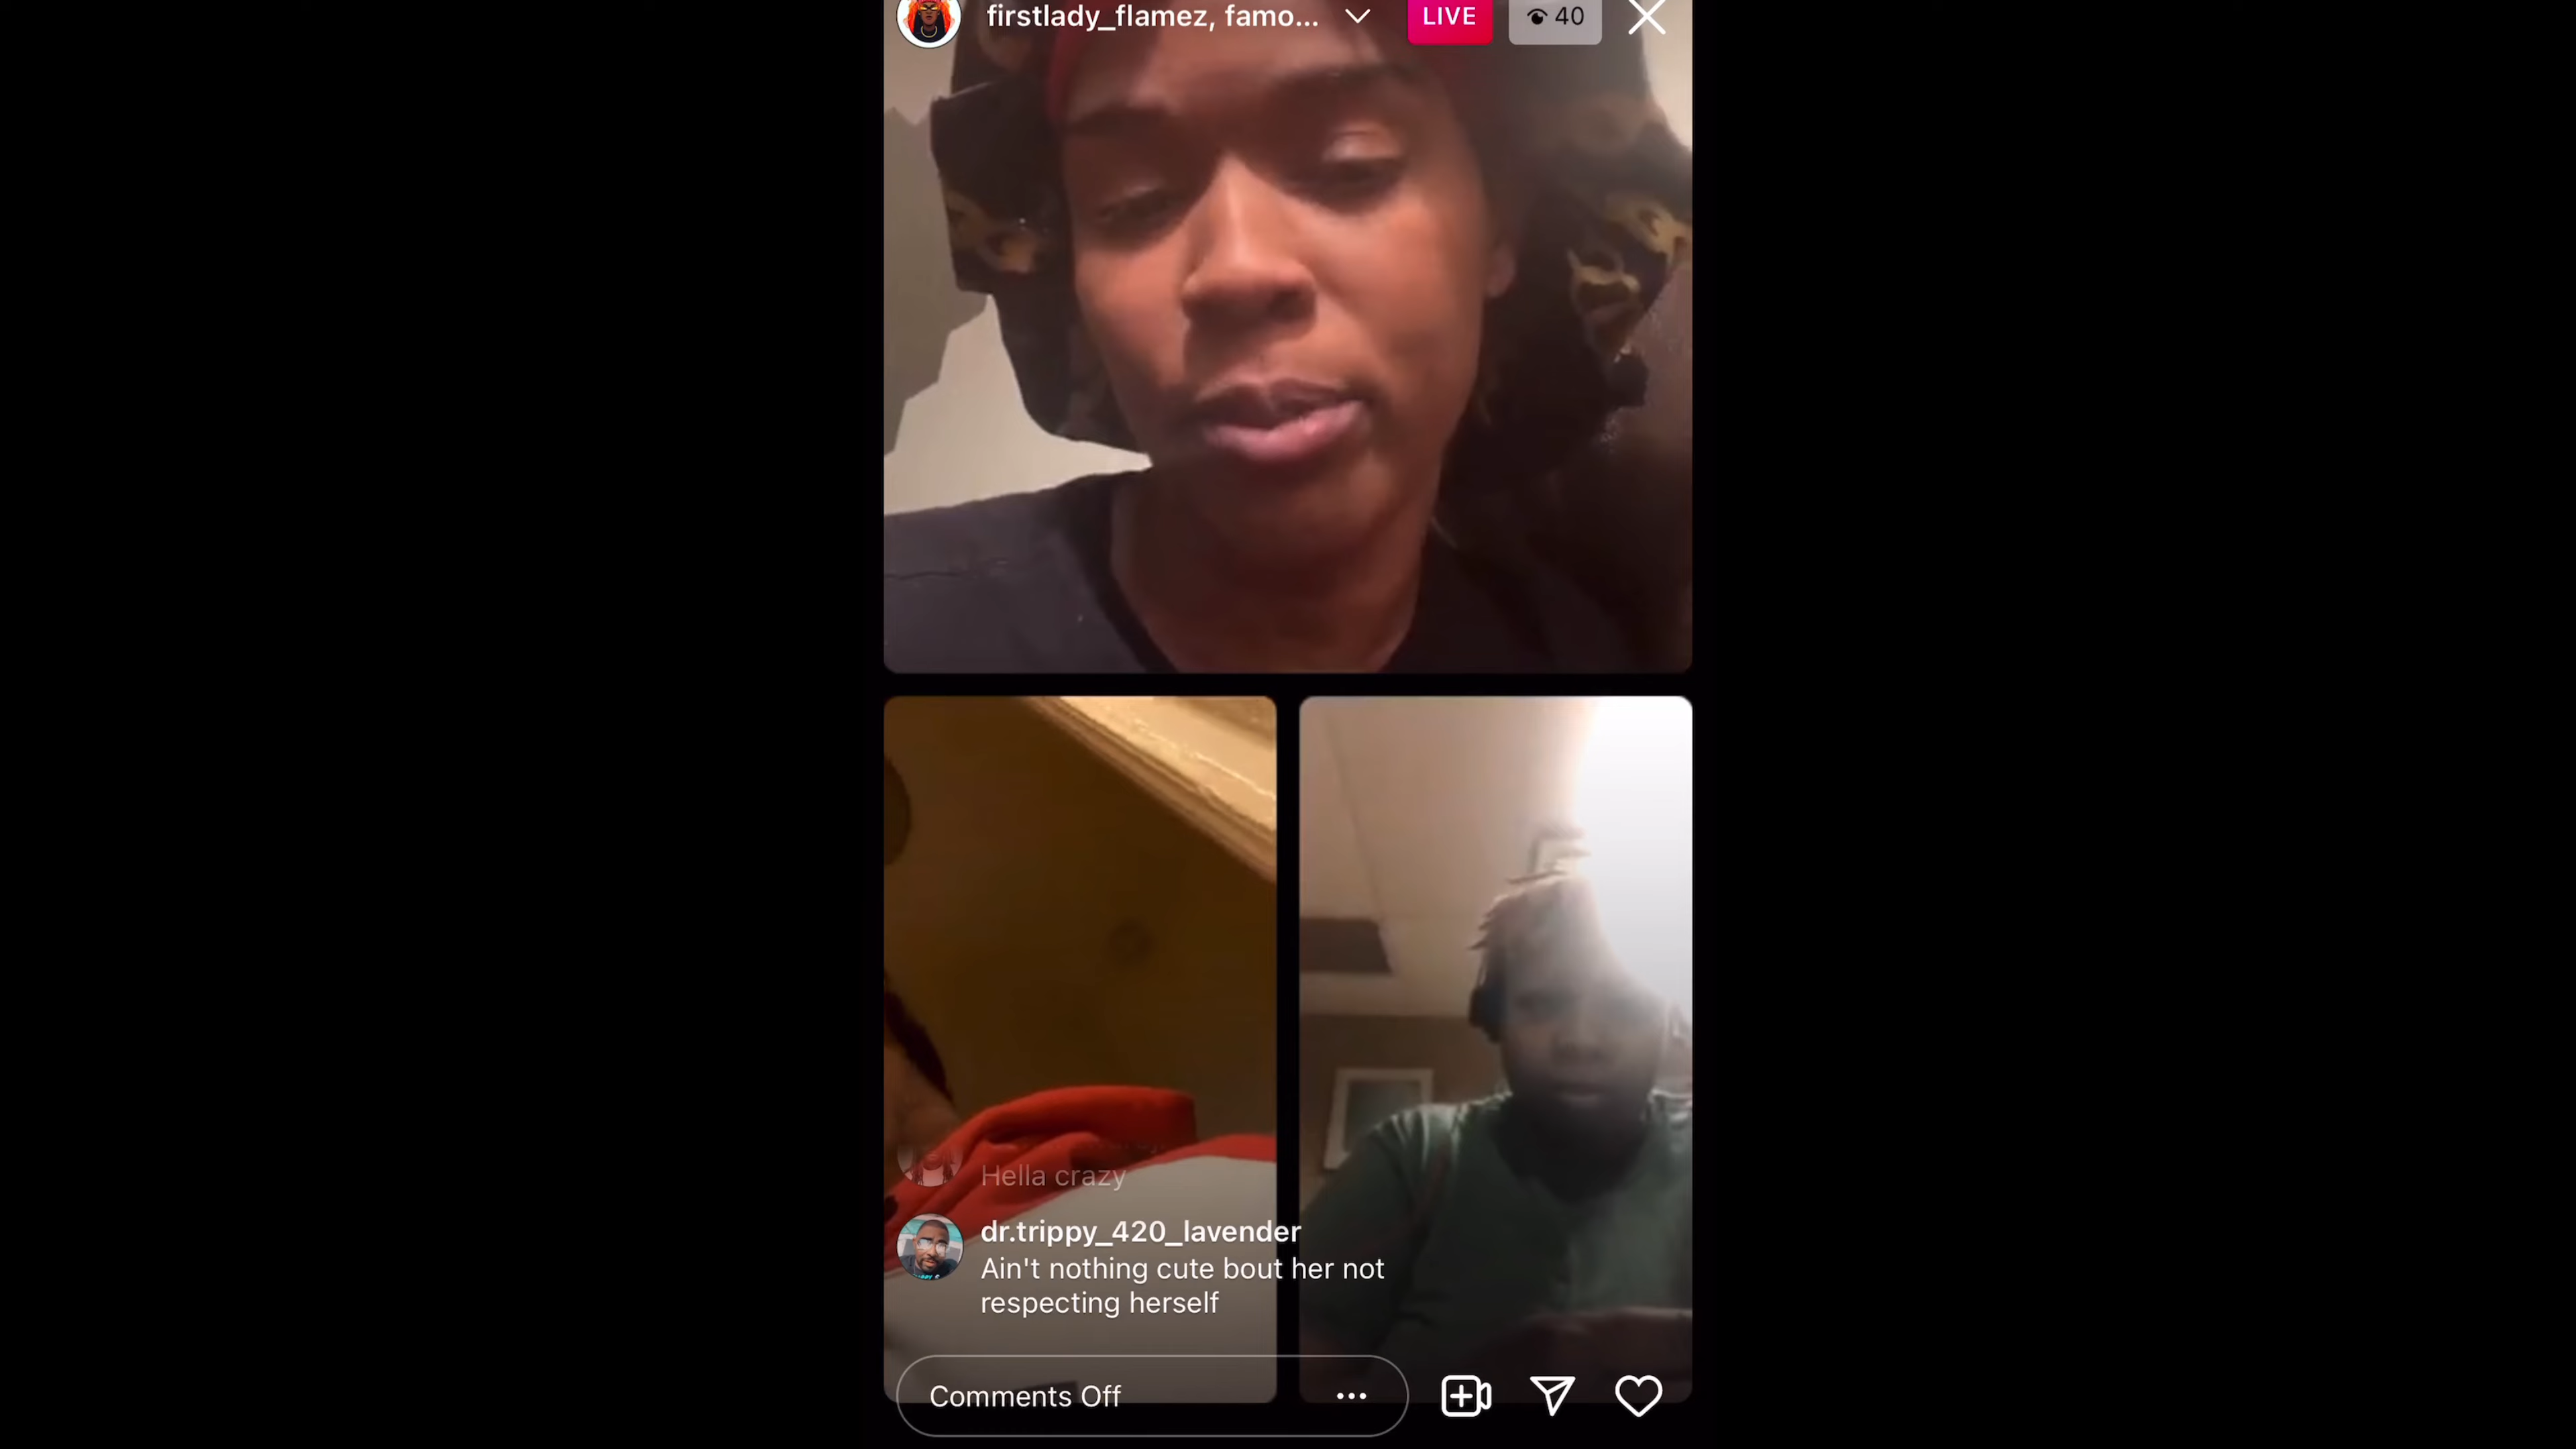 firstlady_flamez, famo...
LIVE
40
Hella crazy
dr.trippy_420_lavender
Ain't nothing cute bout her not
respecting herself
Comments Off